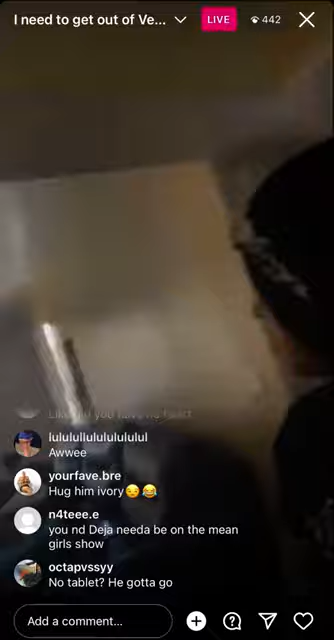 I need to get out of Ve...
LIVE
442
lulululluluululululul
Awwee
yourfave.bre
Hug him ivory😏😂
n4teee.e
you nd Deja needa be on the mean
girls show
octapvssyy
No tablet? He gotta go
Add a comment...